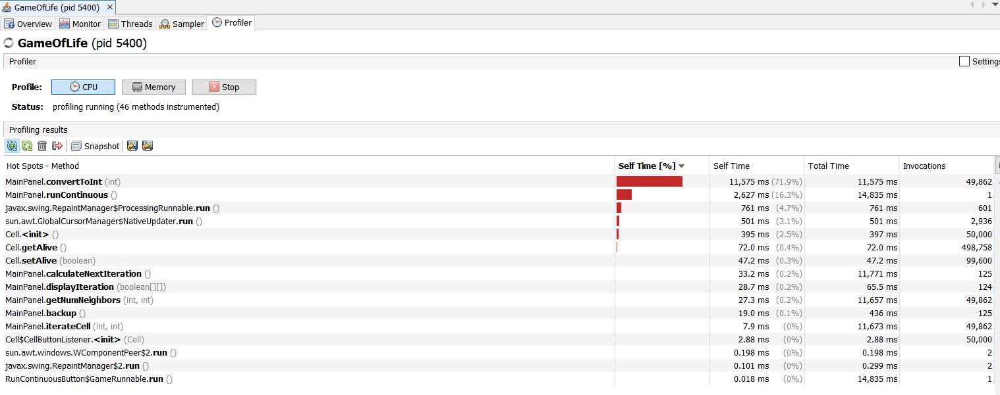 GameOfLife (pid 5400)
Overview Monitor Threads Sampler Profiler
GameOfLife (pid 5400)
Profiler Settings
Profile: CPU Memory Stop
Status: profiling running (46 methods instrumented)
Profiling results
Snapshot
Hot Spots - Method Self Time [%] Self Time Total Time Invocations
MainPanel.convertToInt (int) 11,575 ms (71.9%) 11,575 ms 49,862
MainPanel.runContinuous () 2,627 ms (16.3%) 14,835 ms 1
javax.swing.RepaintManager$ProcessingRunnable.run () 761 ms (4.7%) 761 ms 601
sun.awt.GlobalCursorManager$NativeUpdater.run () 501 ms (3.1%) 501 ms 2,936
Cell.<init> () 395 ms (2.5%) 397 ms 50,000
Cell.getAlive () 72.0 ms (0.4%) 72.0 ms 498,758
Cell.setAlive (boolean) 47.2 ms (0.3%) 47.2 ms 99,600
MainPanel.calculateNextIteration () 33.2 ms (0.2%) 11,771 ms 125
MainPanel.displayIteration (boolean[][]) 28.7 ms (0.2%) 65.5 ms 124
MainPanel.getNumNeighbors (int, int) 27.3 ms (0.2%) 11,657 ms 49,862
MainPanel.backup () 19.0 ms (0.1%) 436 ms 125
MainPanel.iterateCell (int, int) 7.9 ms (0%) 11,673 ms 49,862
Cell$CellButtonListener.<init> (Cell) 2.88 ms (0%) 2.88 ms 50,000
sun.awt.windows.WComponentPeer$2.run () 0.198 ms (0%) 0.198 ms 2
javax.swing.RepaintManager$2.run () 0.101 ms (0%) 0.299 ms 2
RunContinuousButton$GameRunnable.run () 0.018 ms (0%) 14,835 ms 1